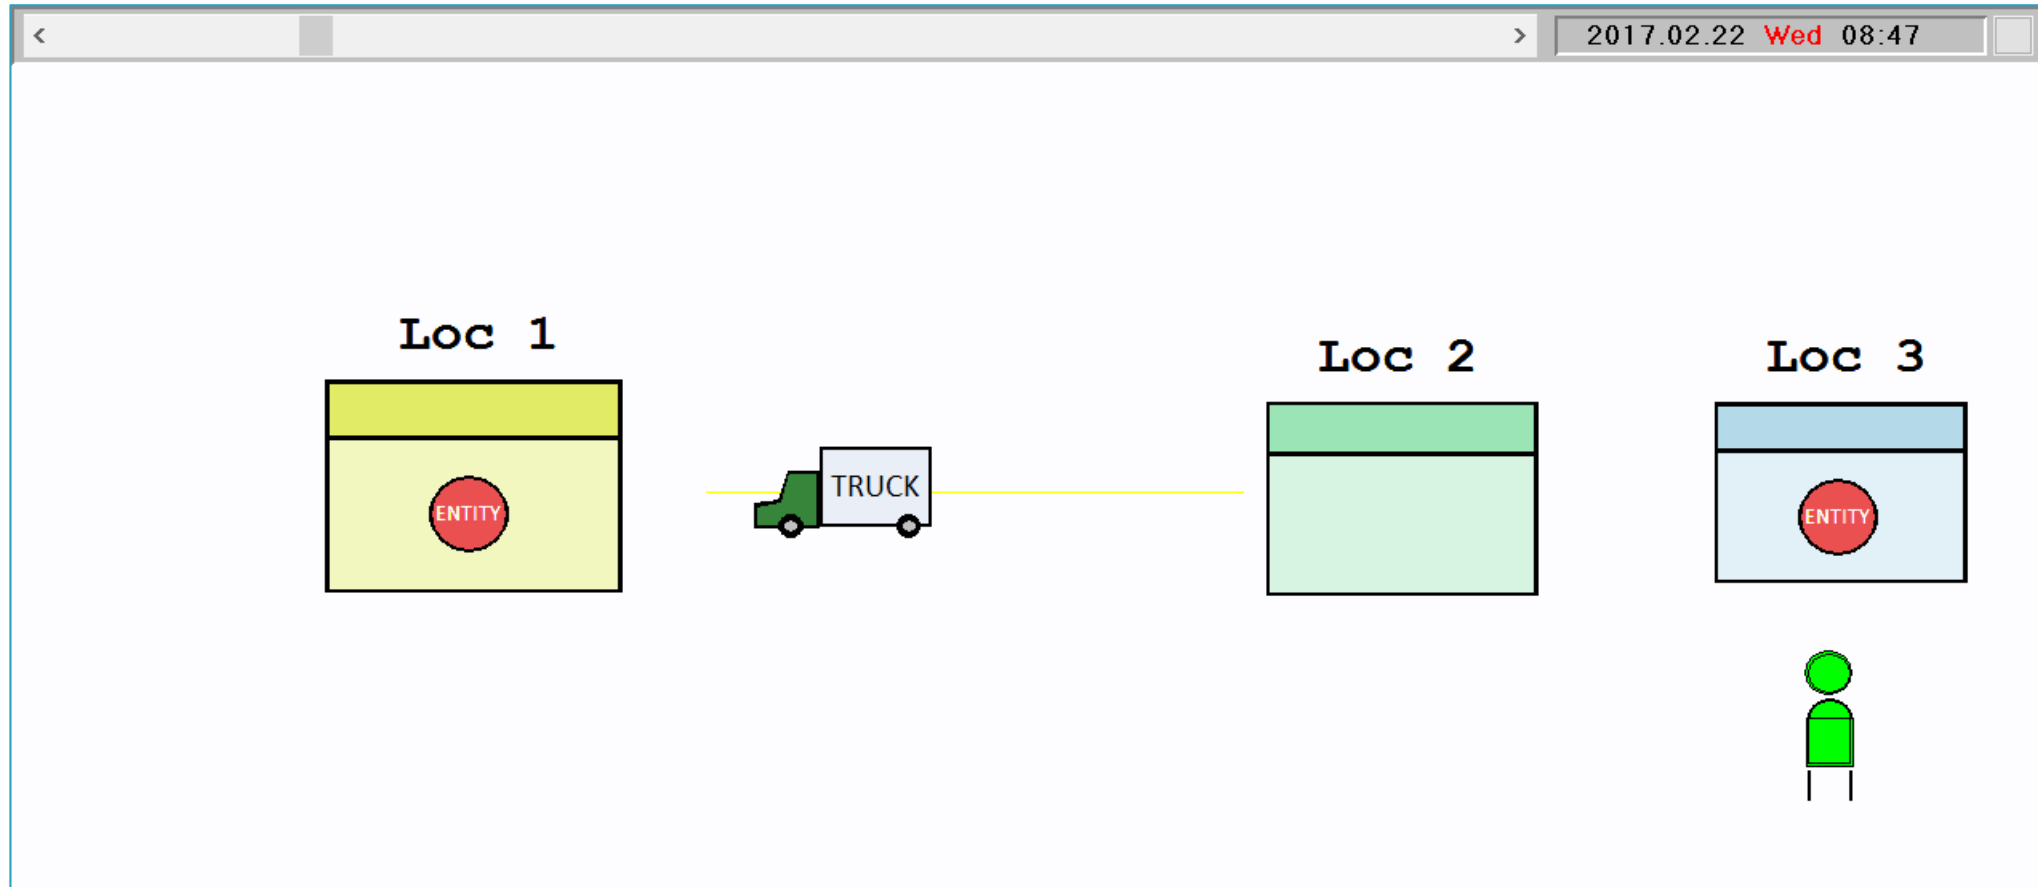 2017.02.22 Wed 08:47
Loc 1
Loc 2
Loc 3
TRUCK
ENTITY
ENTITY